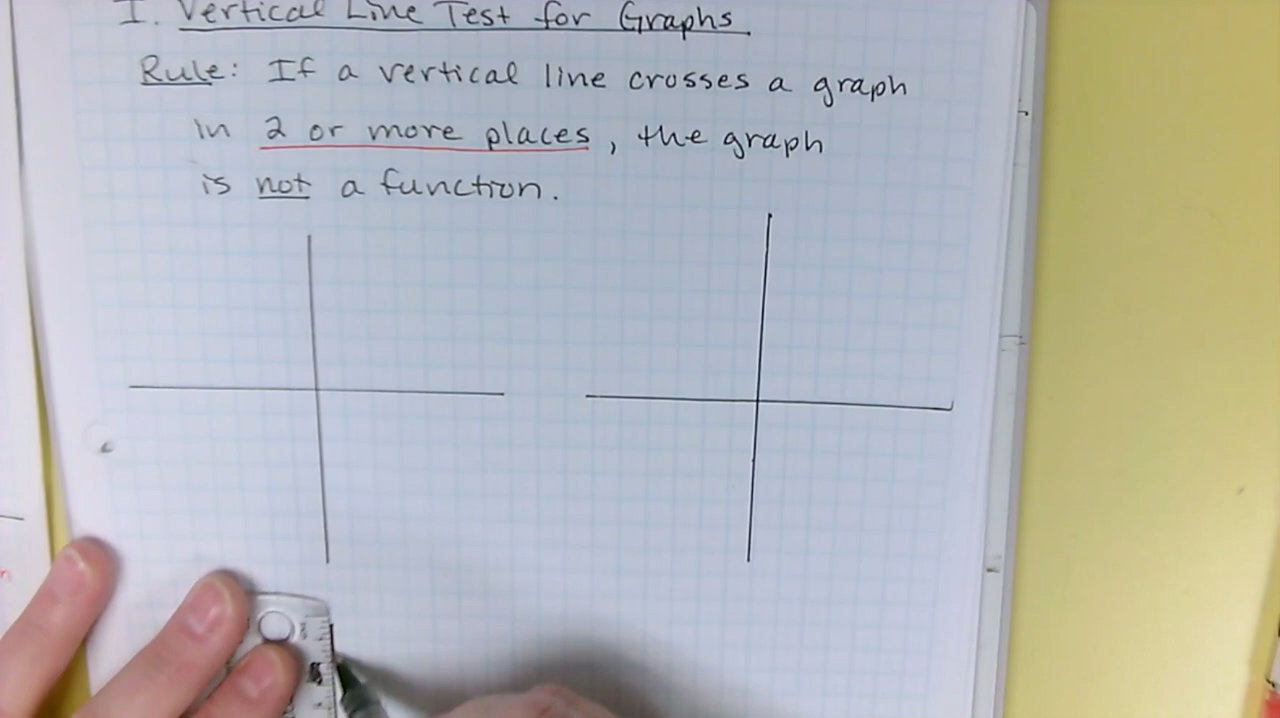 I. Vertical Line Test for Graphs
Rule: If a vertical line crosses a graph
in 2 or more places, the graph
is not a function.